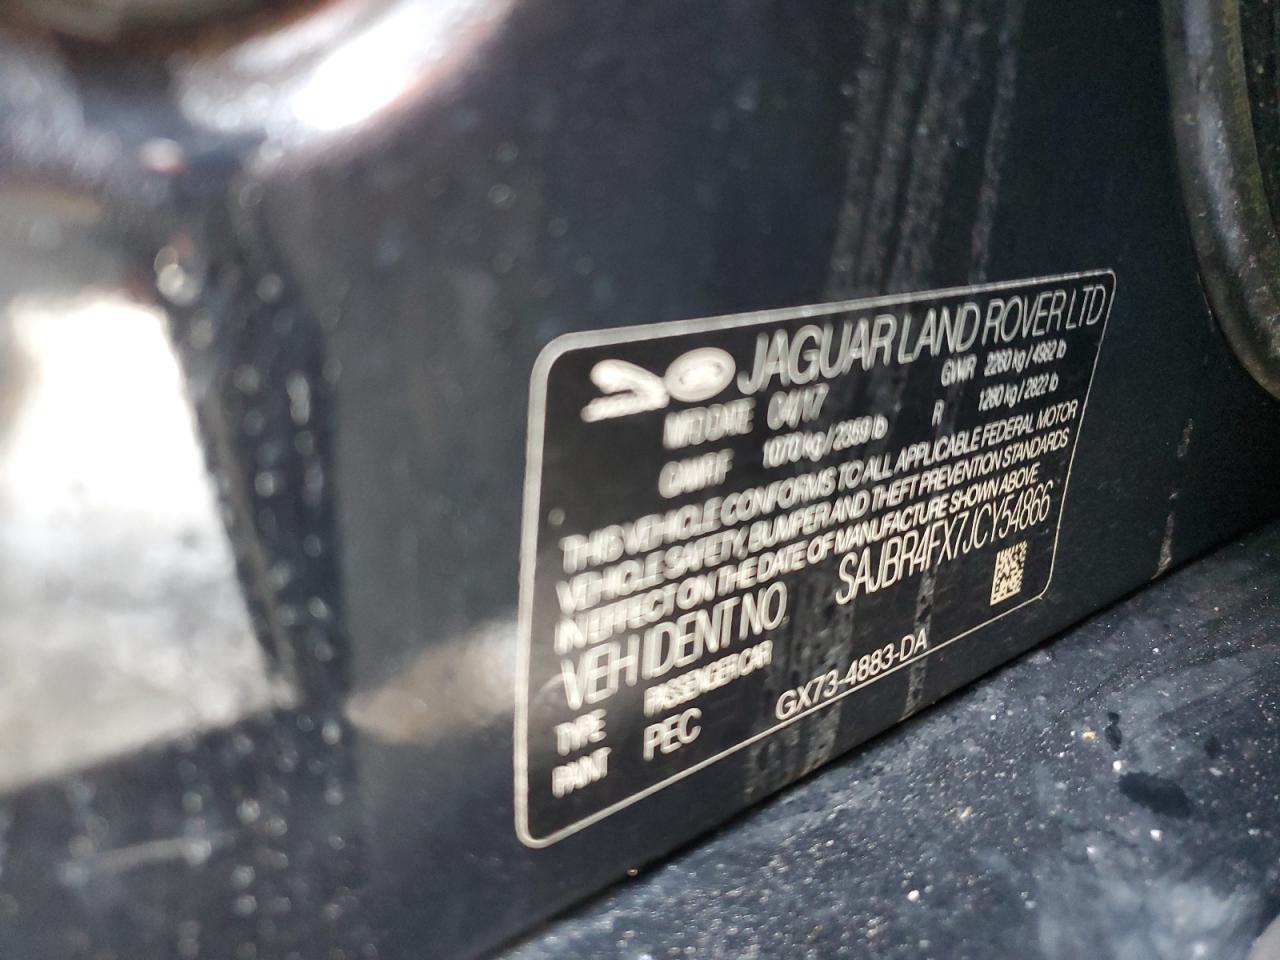 JAGUAR LAND ROVER LTD
MFD DATE 04/17 GVWR 2260 kg / 4982 lb
GAWR F 1070 kg / 2359 lb R 1280 kg / 2822 lb
THIS VEHICLE CONFORMS TO ALL APPLICABLE FEDERAL MOTOR
VEHICLE SAFETY, BUMPER AND THEFT PREVENTION STANDARDS
IN EFFECT ON THE DATE OF MANUFACTURE SHOWN ABOVE
VEH IDENT NO. SAJBR4FX7JCY54866
TYPE PASSENGER CAR
PAINT PEC
GX73-4883-DA